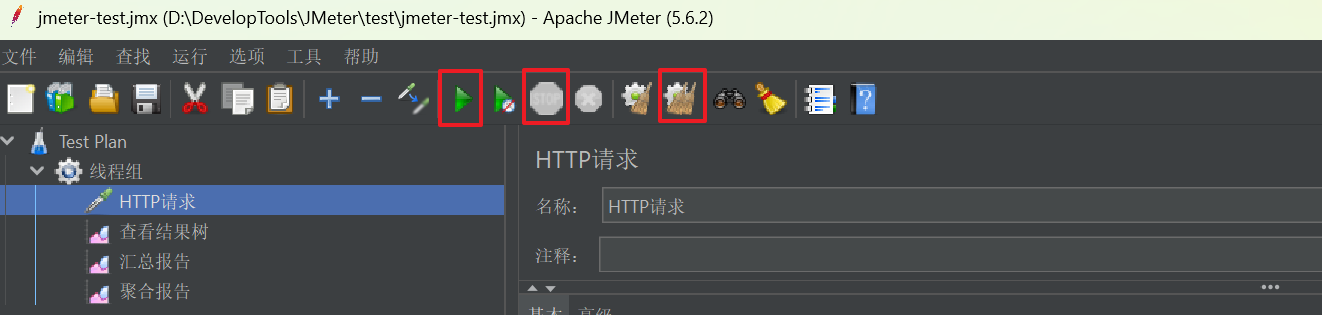 jmeter-test.jmx (D:\DevelopTools\JMeter\test\jmeter-test.jmx) - Apache JMeter (5.6.2)
文件 编辑 查找 运行 选项 工具 帮助
STOP
Test Plan
线程组
HTTP请求
查看结果树
汇总报告
聚合报告
HTTP请求
名称： HTTP请求
注释：
基本 高级